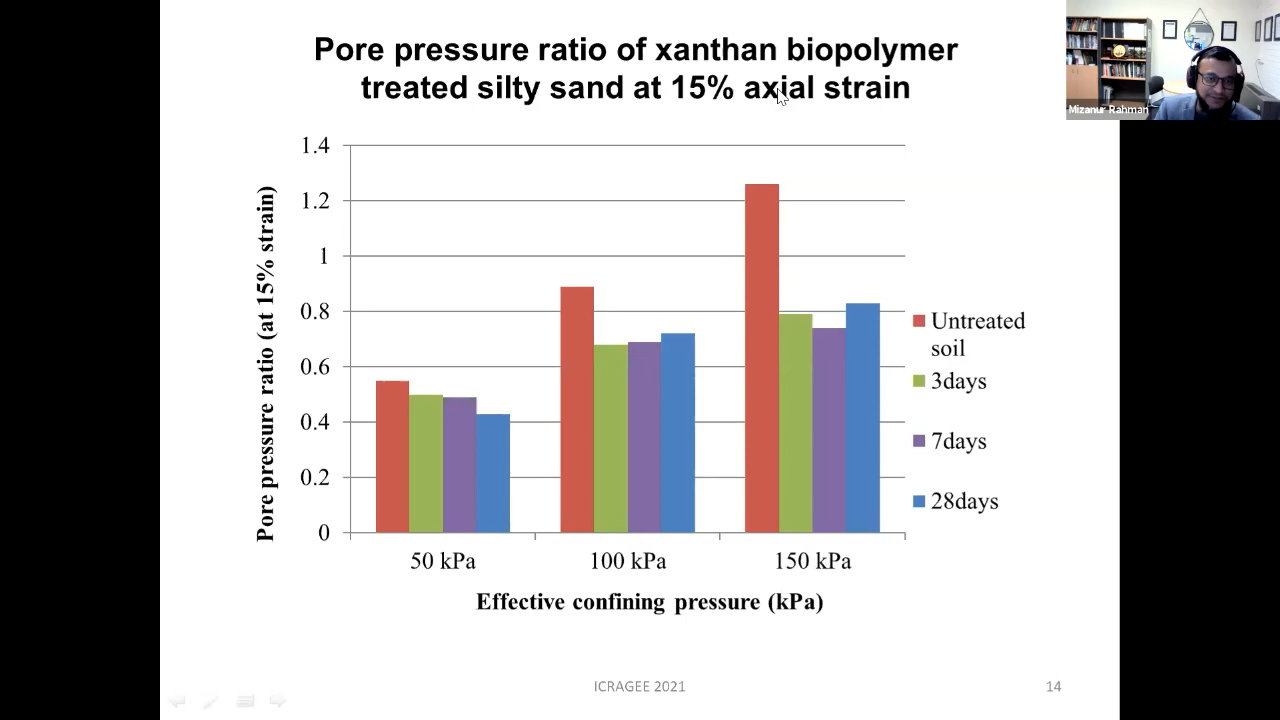 Pore pressure ratio of xanthan biopolymer
treated silty sand at 15% axial strain
Mizanur Rahman
Pore pressure ratio (at 15% strain)
1.4
1.2
1
0.8
0.6
0.4
0.2
0
50 kPa
100 kPa
150 kPa
Effective confining pressure (kPa)
Untreated
soil
3days
7days
28days
ICRAGEE 2021
14